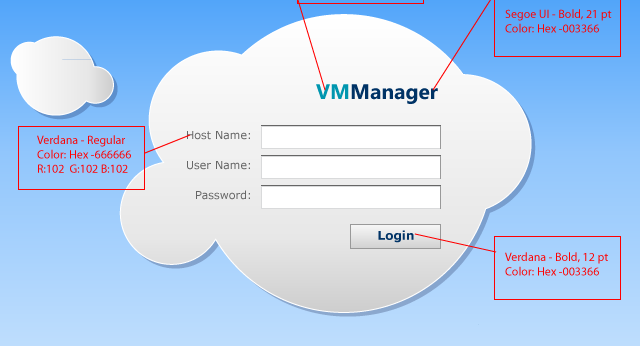 Segoe UI - Bold, 21 pt
Color: Hex -003366
VMManager
Verdana - Regular
Color: Hex -666666
R:102 G:102 B:102
Host Name:
User Name:
Password:
Login
Verdana - Bold, 12 pt
Color: Hex -003366